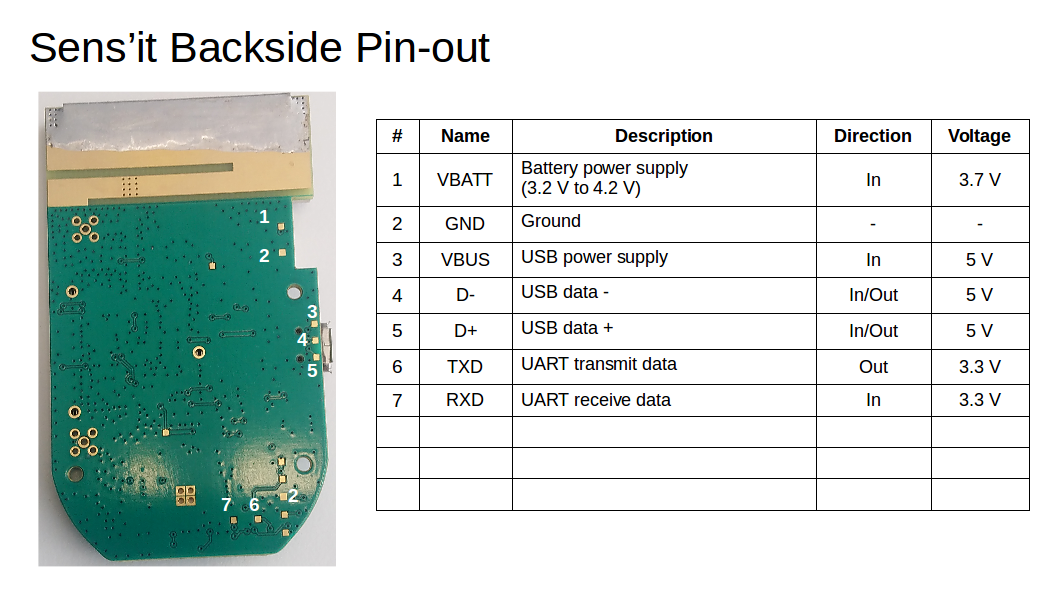 Sens’it Backside Pin-out
1
2
3
4
5
7 6 2
# Name Description Direction Voltage
1 VBATT Battery power supply
(3.2 V to 4.2 V) In 3.7 V
2 GND Ground - -
3 VBUS USB power supply In 5 V
4 D- USB data - In/Out 5 V
5 D+ USB data + In/Out 5 V
6 TXD UART transmit data Out 3.3 V
7 RXD UART receive data In 3.3 V